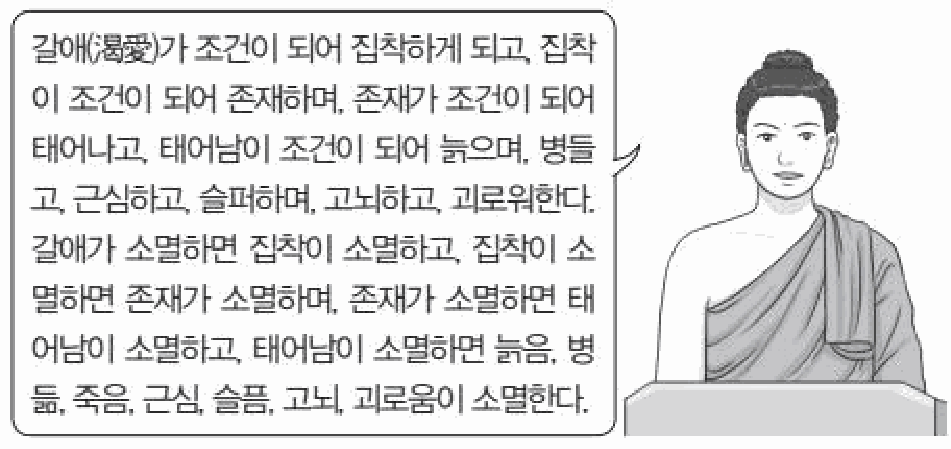 갈애(渴愛)가 조건이 되어 집착하게 되고, 집착
이 조건이 되어 존재하며, 존재가 조건이 되어
태어나고, 태어남이 조건이 되어 늙으며, 병들
고, 근심하고, 슬퍼하며, 고뇌하고, 괴로워한다.
갈애가 소멸하면 집착이 소멸하고, 집착이 소
멸하면 존재가 소멸하며, 존재가 소멸하면 태
어남이 소멸하고, 태어남이 소멸하면 늙음, 병
듦, 죽음, 근심, 슬픔, 고뇌, 괴로움이 소멸한다.